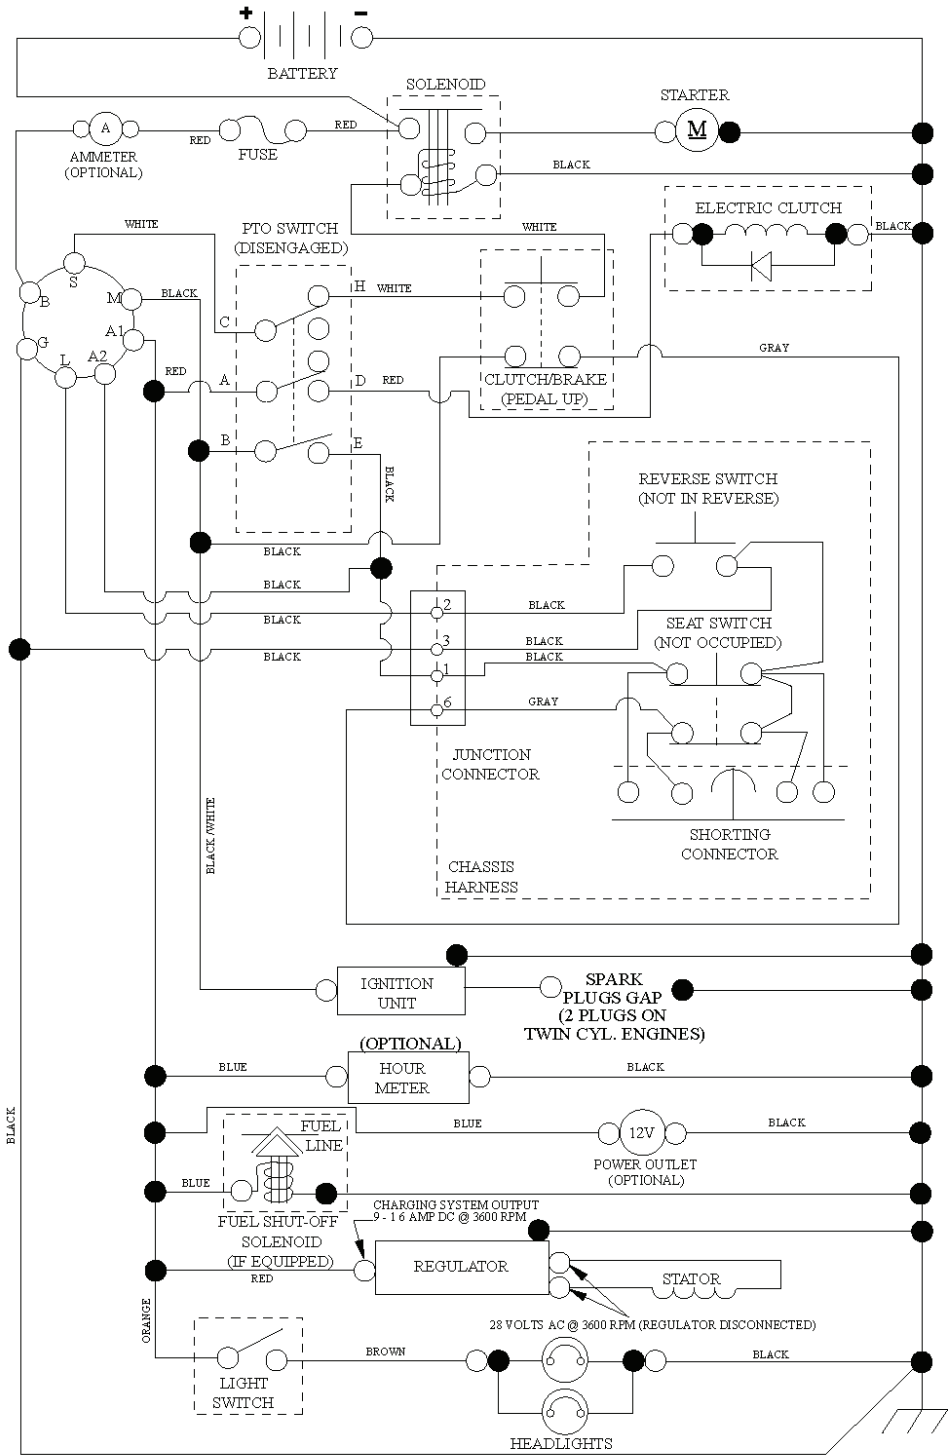 +
−
BATTERY
SOLENOID
STARTER
A
RED
FUSE
RED
M
AMMETER
(OPTIONAL)
BLACK
WHITE
PTO SWITCH
(DISENGAGED)
WHITE
ELECTRIC CLUTCH
BLACK
S
B
M
BLACK
H
WHITE
C
G
A1
L
A2
RED
A
D
RED
GRAY
CLUTCH/BRAKE
(PEDAL UP)
B
E
BLACK
REVERSE SWITCH
(NOT IN REVERSE)
BLACK
BLACK
2
BLACK
BLACK
SEAT SWITCH
(NOT OCCUPIED)
3
BLACK
BLACK
BLACK
1
6
GRAY
JUNCTION
CONNECTOR
SHORTING
CONNECTOR
BLACK /WHITE
CHASSIS
HARNESS
IGNITION
UNIT
SPARK
PLUGS GAP
(2 PLUGS ON
TWIN CYL. ENGINES)
(OPTIONAL)
HOUR
METER
BLUE
BLACK
BLACK
FUEL
LINE
BLUE
12V
BLACK
POWER OUTLET
(OPTIONAL)
BLUE
CHARGING SYSTEM OUTPUT
9 - 1 6 AMP DC @ 3600 RPM
FUEL SHUT-OFF
SOLENOID
(IF EQUIPPED)
RED
REGULATOR
STATOR
ORANGE
28 VOLTS AC @ 3600 RPM (REGULATOR DISCONNECTED)
BROWN
BLACK
LIGHT
SWITCH
HEADLIGHTS